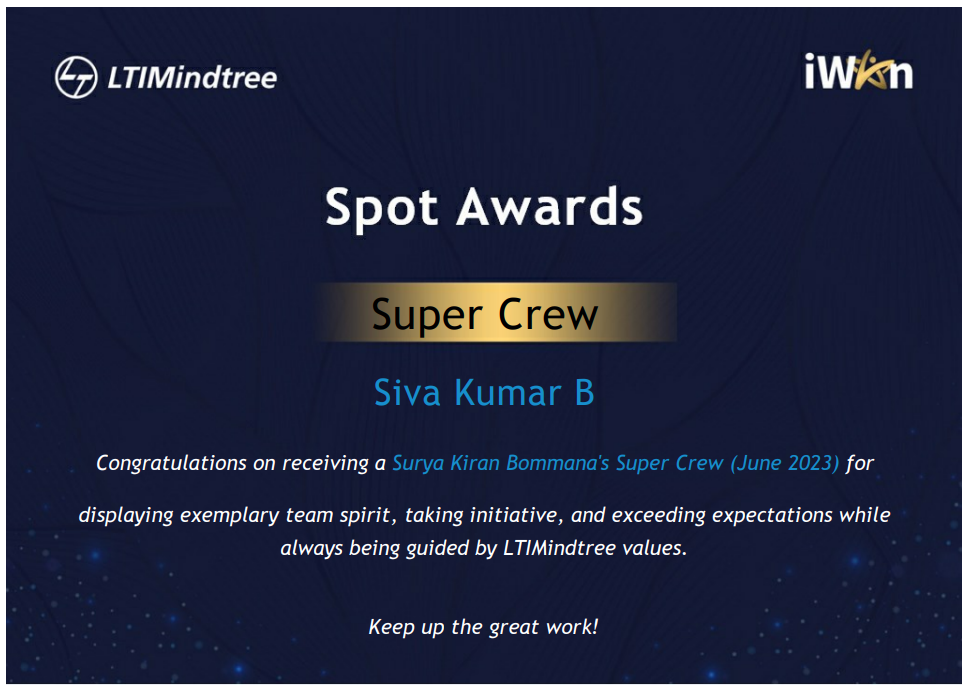 LTIMindtree
iWon
Spot Awards
Super Crew
Siva Kumar B
Congratulations on receiving a Surya Kiran Bommana's Super Crew (June 2023) for
displaying exemplary team spirit, taking initiative, and exceeding expectations while
always being guided by LTIMindtree values.
Keep up the great work!